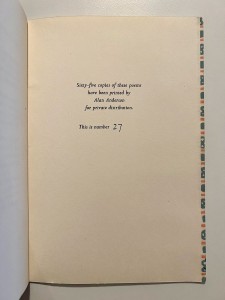 Sixty-five copies of these poems
have been printed by
Alan Anderson
for private distribution
This is number 27